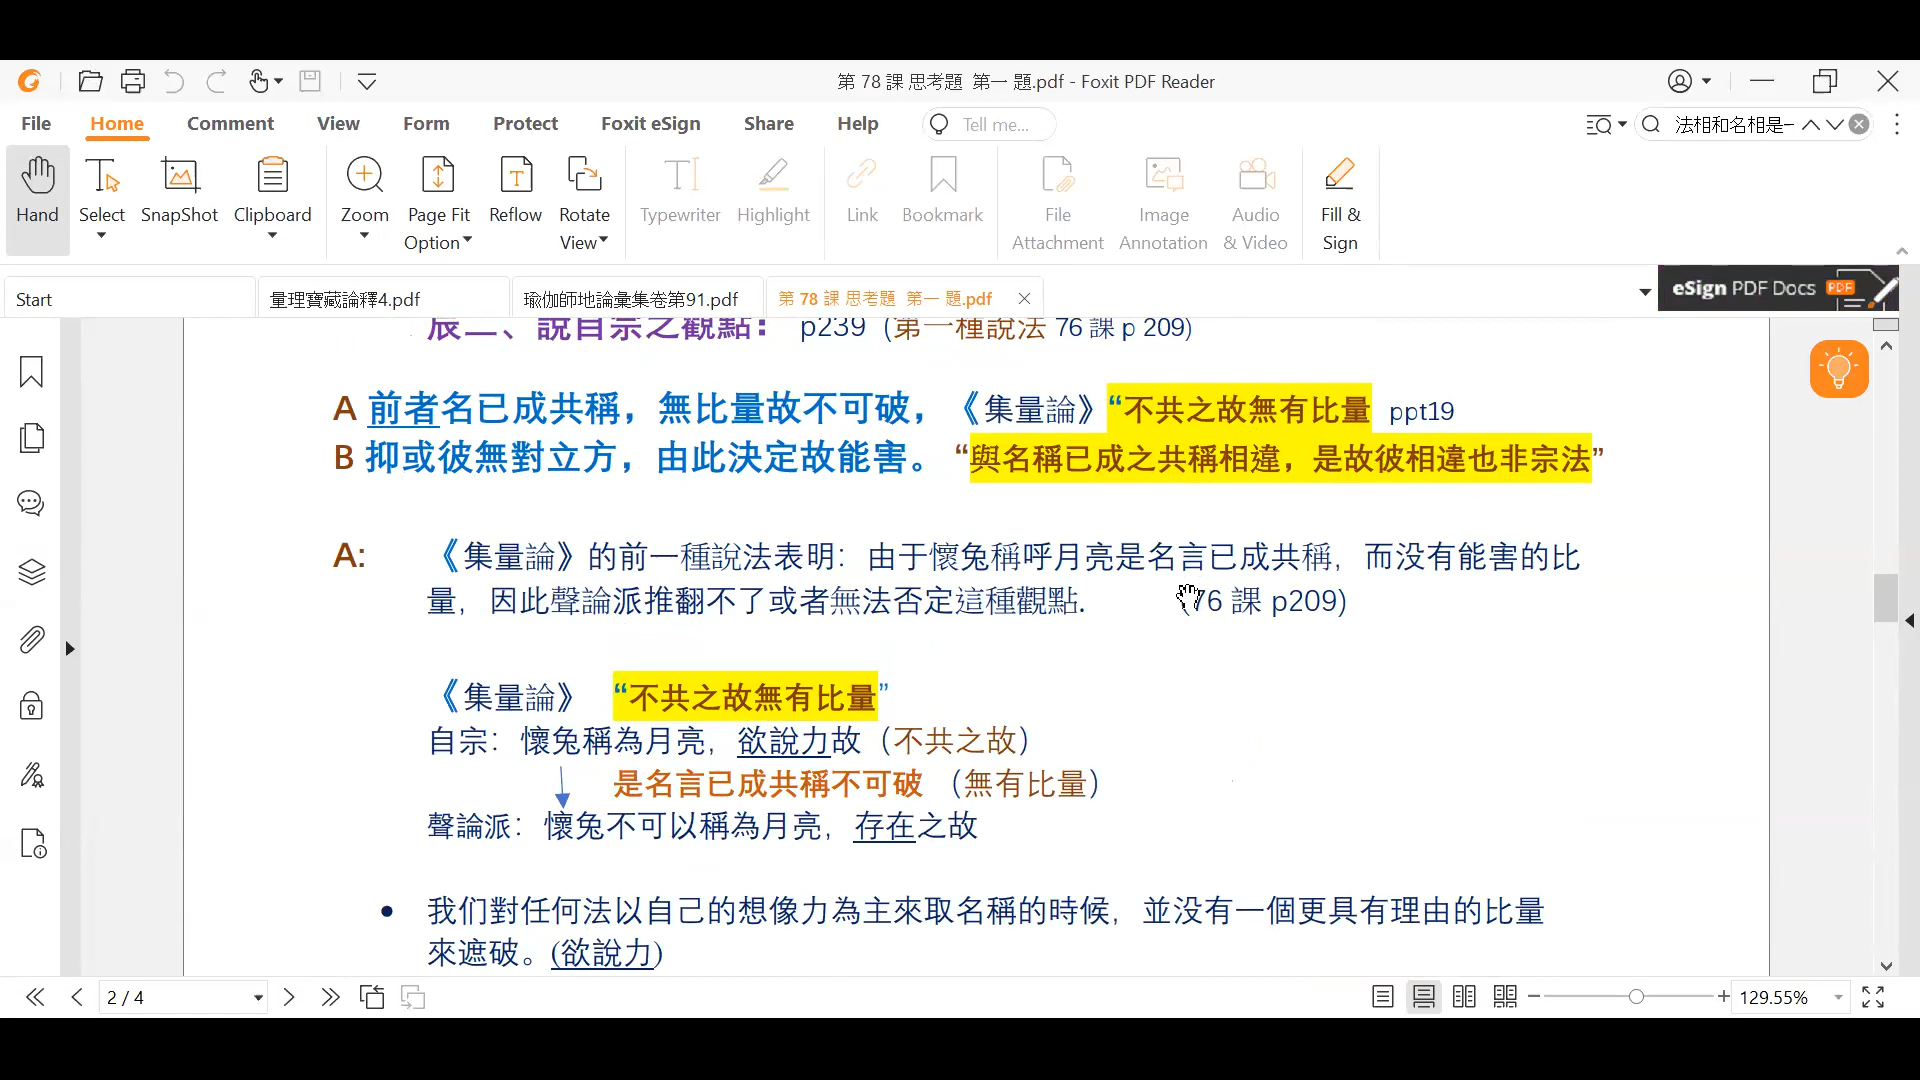 第 78 課 思考題 第一 題.pdf - Foxit PDF Reader
File Home Comment View Form Protect Foxit eSign Share Help Tell me... 法相和名相是一
Hand Select SnapShot Clipboard Zoom Page Fit Option Reflow Rotate View Typewriter Highlight Link Bookmark File Attachment Image Annotation Audio & Video Fill & Sign
Start 量理寶藏論釋4.pdf 瑜伽師地論彙集卷第91.pdf 第 78 課 思考題 第一 題.pdf eSign PDF Docs PDF
辰二、說自宗之觀點： p239 (第一種說法 76 課 p 209)
A 前者名已成共稱，無比量故不可破，《集量論》“不共之故無有比量 ppt19
B 抑或彼無對立方，由此決定故能害。“與名稱已成之共稱相違，是故彼相違也非宗法”
A: 《集量論》的前一種說法表明：由于懷兔稱呼月亮是名言已成共稱，而没有能害的比
量，因此聲論派推翻不了或者無法否定這種觀點. (76 課 p209)
《集量論》 “不共之故無有比量”
自宗：懷兔稱為月亮，欲說力故（不共之故）
是名言已成共稱不可破 （無有比量）
聲論派：懷兔不可以稱為月亮，存在之故
• 我们對任何法以自己的想像力為主來取名稱的時候，並没有一個更具有理由的比量
來遮破。(欲說力)
2 / 4 129.55%